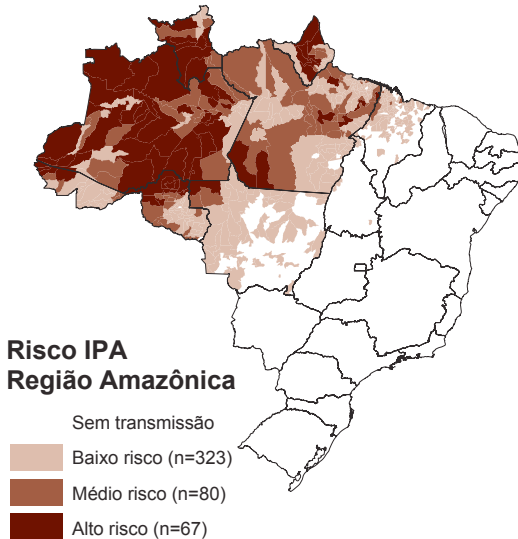 Risco IPA
Região Amazônica
Sem transmissão
Baixo risco (n=323)
Médio risco (n=80)
Alto risco (n=67)